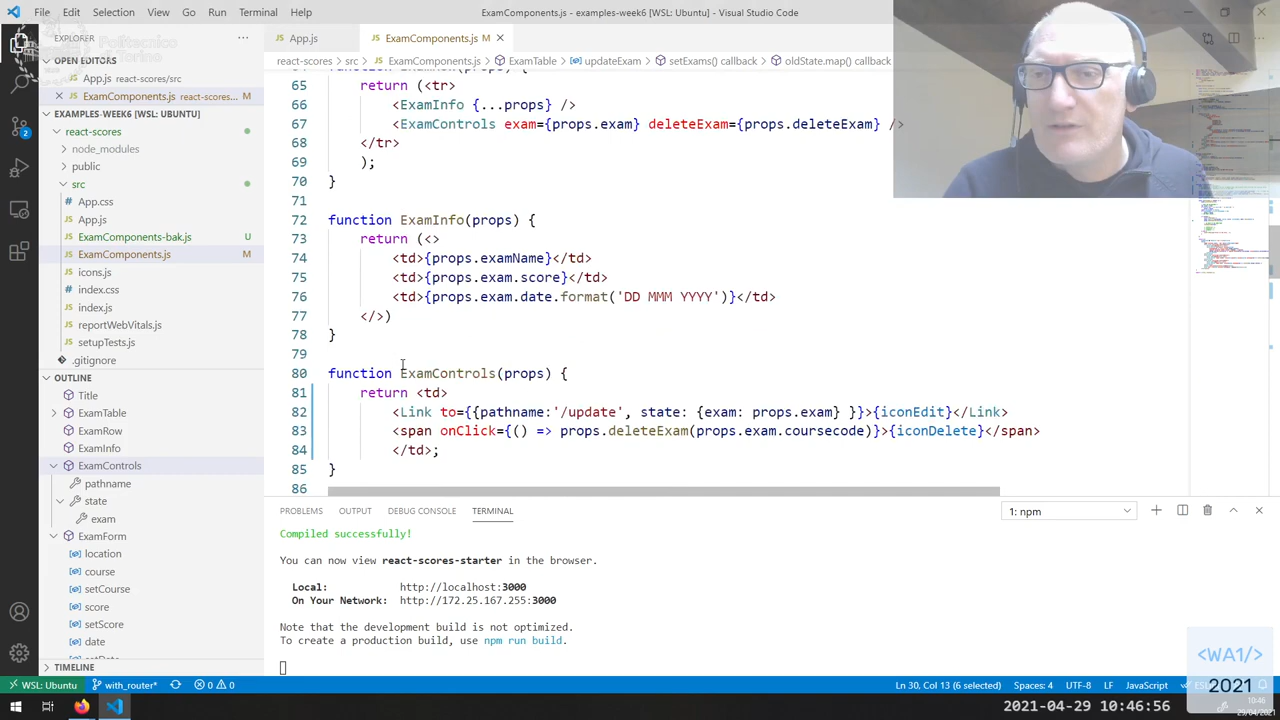 File Edit Selection View Go Run Terminal Help
ExamComponents.js - examples-week6 [WSL: Ubuntu] - Visual Studio Code
Politecnico
EXPLORER
OPEN EDITORS
App.js react-scores/src
ExamComponents.js react-scores... M
EXAMPLES-WEEK6 [WSL: UBUNTU]
react-scores
node_modules
public
src
App.css
App.js
ExamComponents-bak.js U
ExamComponents.js M
icons.js
index.css
index.js
reportWebVitals.js
setupTests.js
.gitignore
OUTLINE
Title
ExamTable
ExamRow
ExamInfo
ExamControls
pathname
state
exam
ExamForm
location
course
setCourse
score
setScore
date
TIMELINE
App.js
ExamComponents.js M
react-scores > src > ExamComponents.js > ExamTable > updateExam > setExams() callback > oldState.map() callback
65 return (<tr>
66 <ExamInfo {...props} />
67 <ExamControls exam={props.exam} deleteExam={props.deleteExam} />
68 </tr>
69 );
70 }
71
72 function ExamInfo(props) {
73 return (<>
74 <td>{props.examName}</td>
75 <td>{props.exam.score}</td>
76 <td>{props.exam.date.format('DD MMM YYYY')}</td>
77 </>)
78 }
79
80 function ExamControls(props) {
81 return <td>
82 <Link to={{pathname:'/update', state: {exam: props.exam} }}>{iconEdit}</Link>
83 <span onClick={() => props.deleteExam(props.exam.coursecode)}>{iconDelete}</span>
84 </td>;
85 }
86
PROBLEMS OUTPUT DEBUG CONSOLE TERMINAL
1: npm
Compiled successfully!
You can now view react-scores-starter in the browser.
Local: http://localhost:3000
On Your Network: http://172.25.167.255:3000
Note that the development build is not optimized.
To create a production build, use npm run build.
<WA1/>
2021
WSL: Ubuntu with_router* 0 0
Ln 30, Col 13 (6 selected) Spaces: 4 UTF-8 LF JavaScript
2021-04-29 10:46:56
10:46
29/04/2021